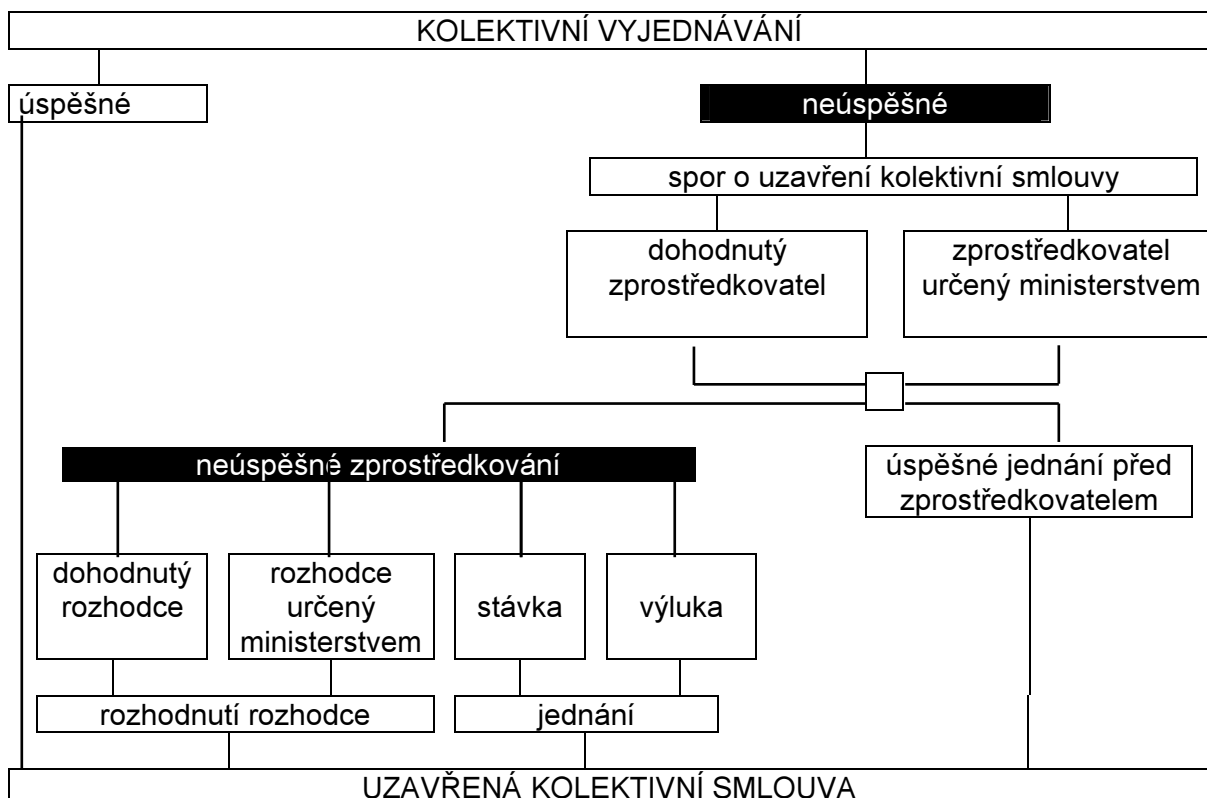 KOLEKTIVNÍ VYJEDNÁVÁNÍ
úspěšné
neúspěšné
spor o uzavření kolektivní smlouvy
dohodnutý
zprostředkovatel
zprostředkovatel
určený ministerstvem
neúspěšné zprostředkování
úspěšné jednání před
zprostředkovatelem
dohodnutý
rozhodce
rozhodce
určený
ministerstvem
stávka
výluka
rozhodnutí rozhodce
jednání
UZAVŘENÁ KOLEKTIVNÍ SMLOUVA